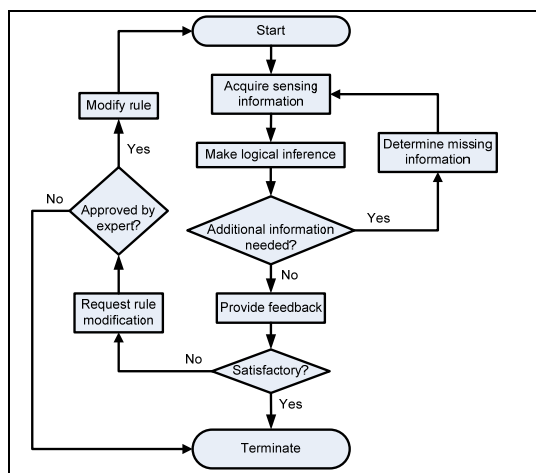 Start
Acquire sensing
information
Modify rule
Make logical inference
Determine missing
information
Yes
No
Approved by
expert?
Additional information
needed?
Yes
No
Request rule
modification
Provide feedback
No
Satisfactory?
Yes
Terminate